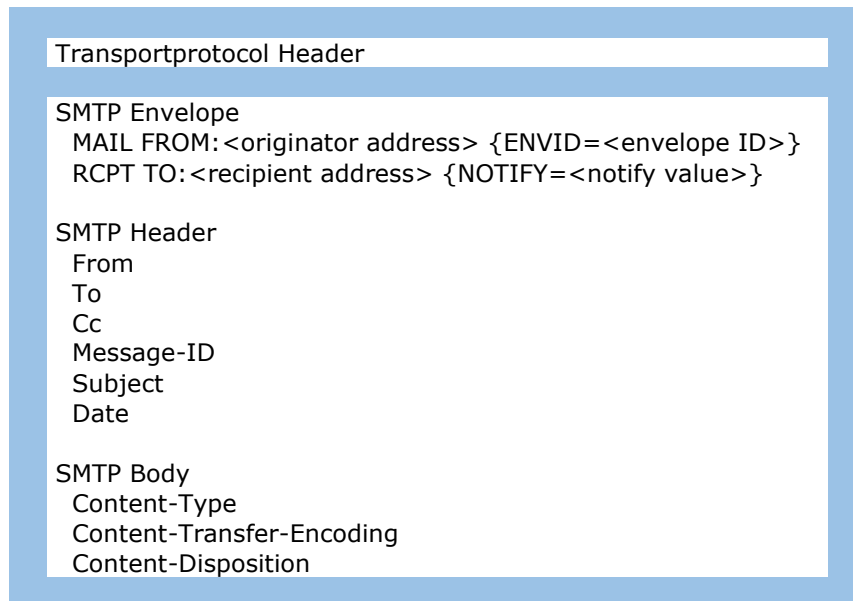 Transportprotocol Header
SMTP Envelope
MAIL FROM:<originator address> {ENVID=<envelope ID>}
RCPT TO:<recipient address> {NOTIFY=<notify value>}
SMTP Header
From
To
Cc
Message-ID
Subject
Date
SMTP Body
Content-Type
Content-Transfer-Encoding
Content-Disposition